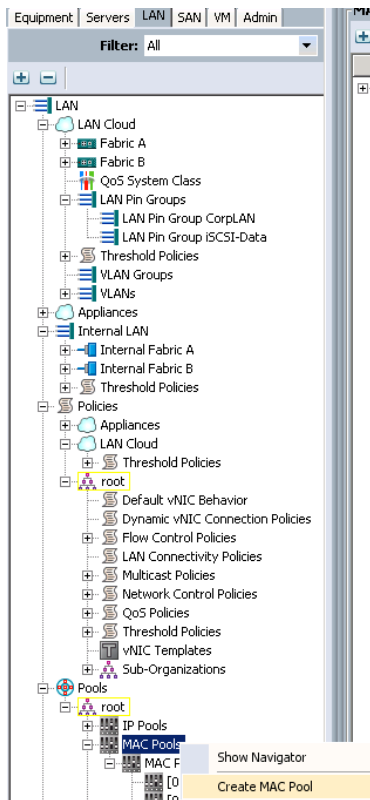 Equipment Servers LAN SAN VM Admin
Filter: All
LAN
LAN Cloud
Fabric A
Fabric B
QoS System Class
LAN Pin Groups
LAN Pin Group CorpLAN
LAN Pin Group iSCSI-Data
Threshold Policies
VLAN Groups
VLANs
Appliances
Internal LAN
Internal Fabric A
Internal Fabric B
Threshold Policies
Policies
Appliances
LAN Cloud
Threshold Policies
root
Default vNIC Behavior
Dynamic vNIC Connection Policies
Flow Control Policies
LAN Connectivity Policies
Multicast Policies
Network Control Policies
QoS Policies
Threshold Policies
vNIC Templates
Sub-Organizations
Pools
root
IP Pools
MAC Pools
Show Navigator
MAC P
Create MAC Pool